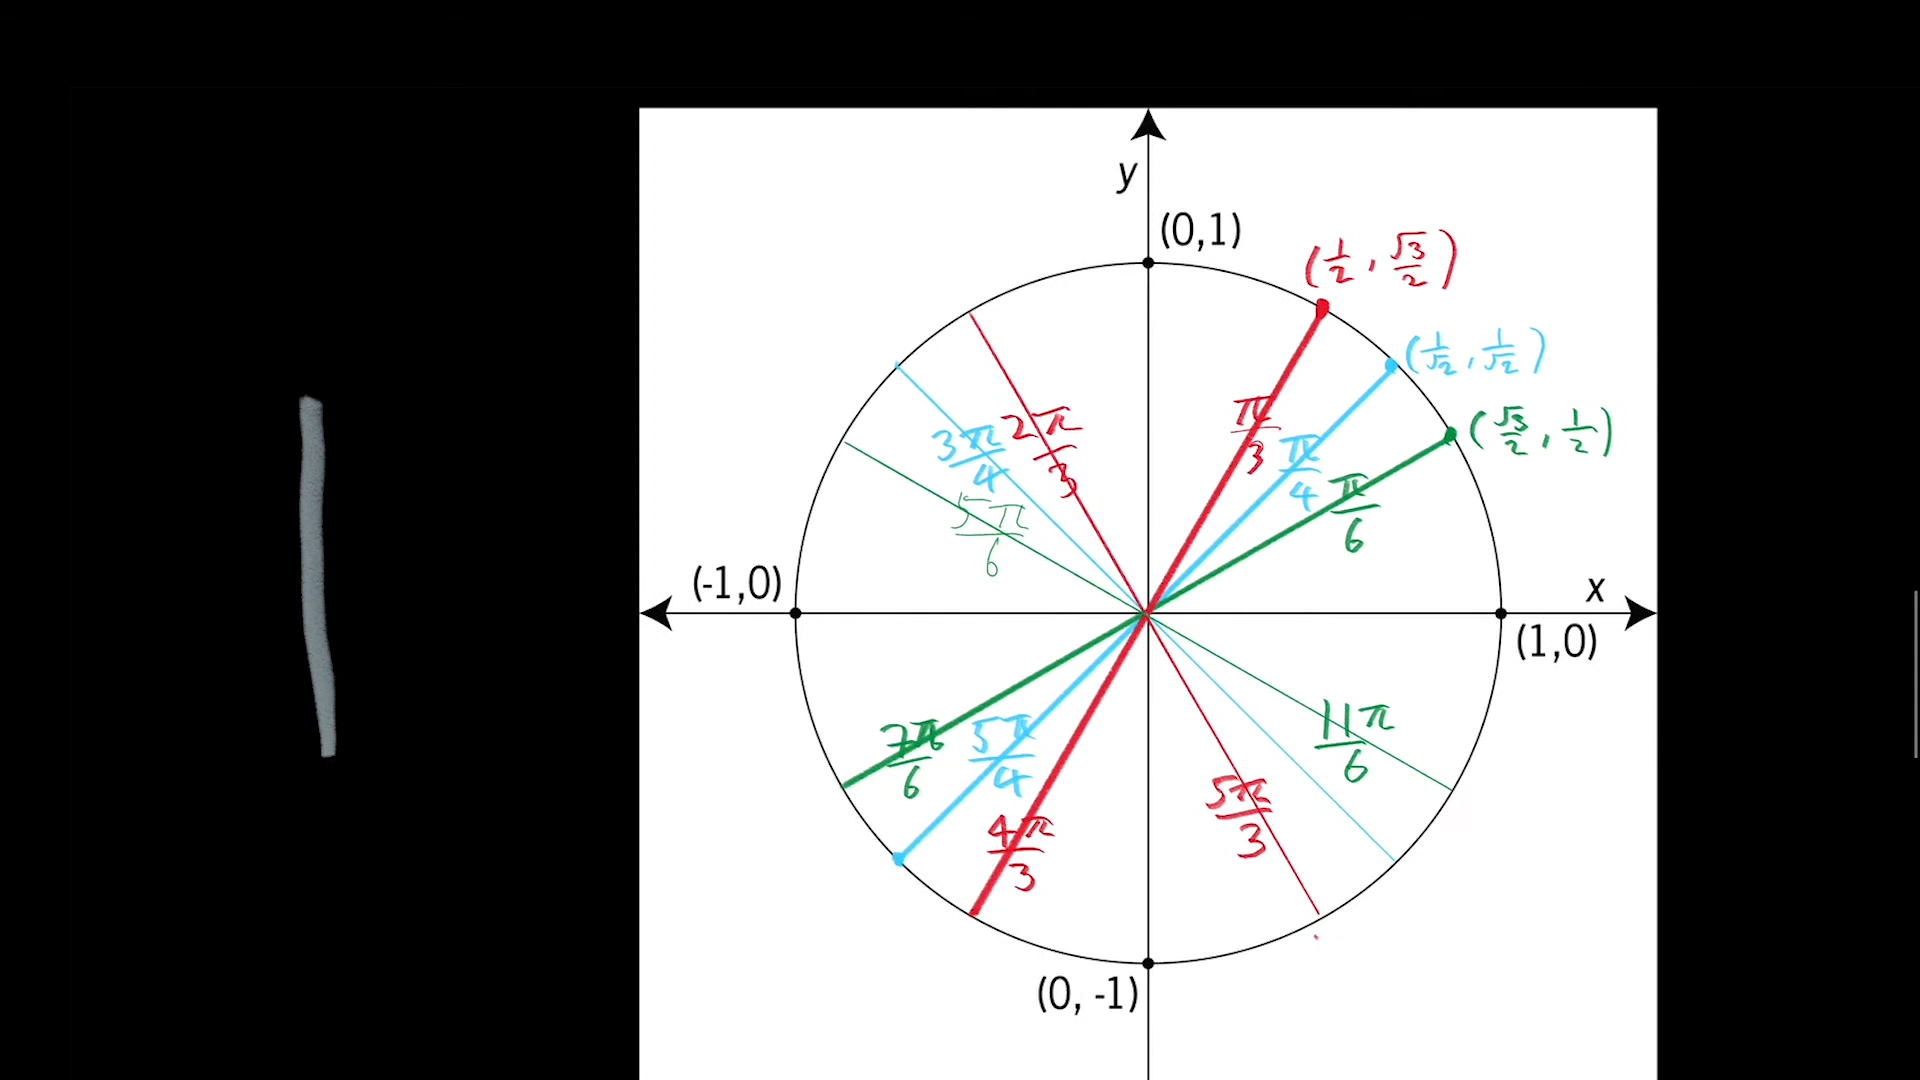 y
(0,1)
(1/2, √3/2)
(1/√2, 1/√2)
(√3/2, 1/2)
2π/3
3π/4
5π/6
π/3
π/4
π/6
(-1,0)
x
(1,0)
7π/6
5π/4
4π/3
11π/6
5π/3
(0, -1)